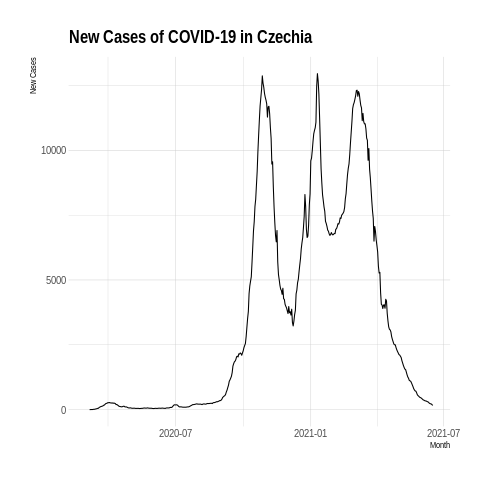 New Cases of COVID-19 in Czechia
New Cases
10000
5000
0
2020-07
2021-01
2021-07
Month